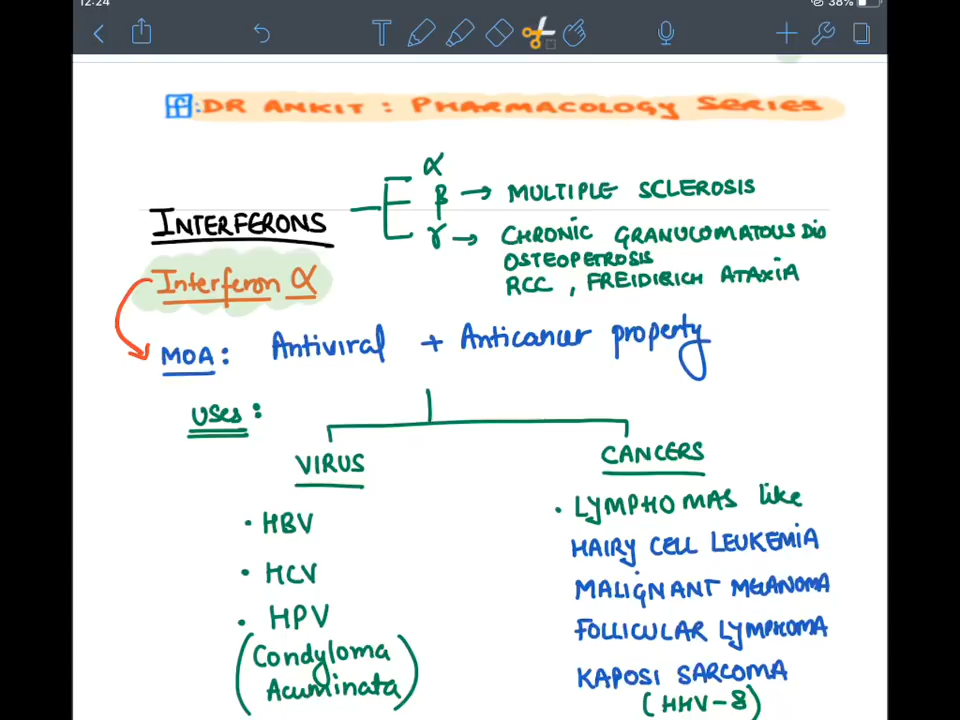 12:24
38%
f: DR ANKIT : PHARMACOLOGY SERIES
α
β → MULTIPLE SCLEROSIS
INTERFERONS
γ → CHRONIC GRANULOMATOUS Dis
OSTEOPETROSIS
RCC, FREIDIRICH ATAXIA
Interferon α
MOA: Antiviral + Anticancer property
Uses:
VIRUS
CANCERS
• HBV
• HCV
• HPV
(Condyloma
Acuminata)
• LYMPHOMAS like
HAIRY CELL LEUKEMIA
MALIGNANT MELANOMA
FOLLICULAR LYMPHOMA
KAPOSI SARCOMA
(HHV-8)